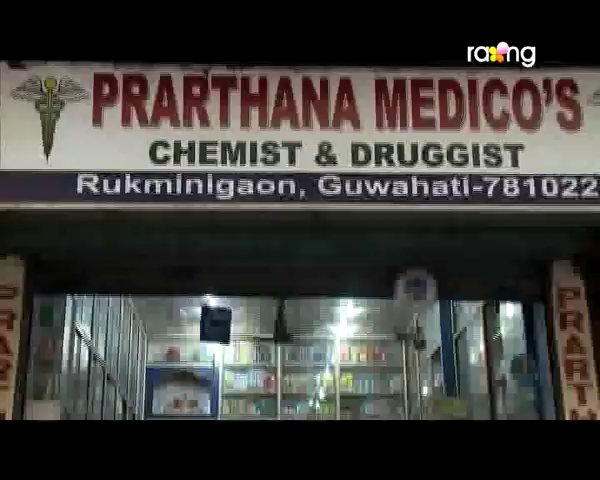 rang
PRARTHANA MEDICO'S
CHEMIST & DRUGGIST
Rukminigaon, Guwahati-781022
PRAR
PRARTH